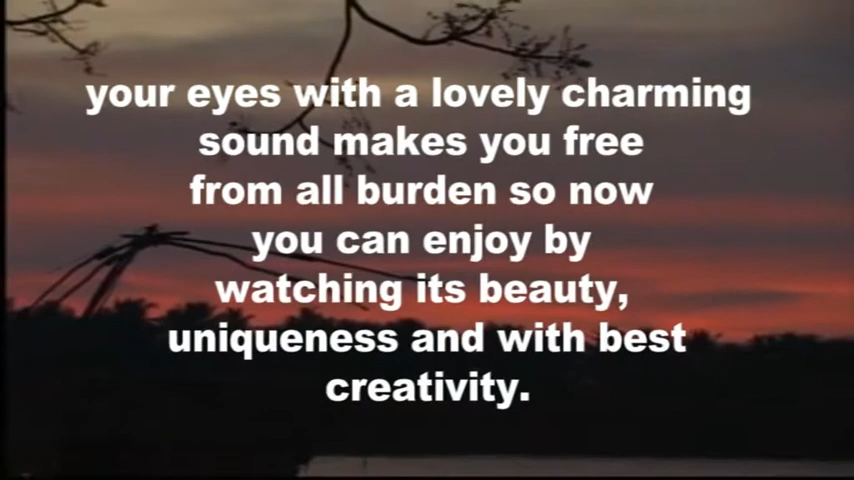 your eyes with a lovely charming
sound makes you free
from all burden so now
you can enjoy by
watching its beauty,
uniqueness and with best
creativity.